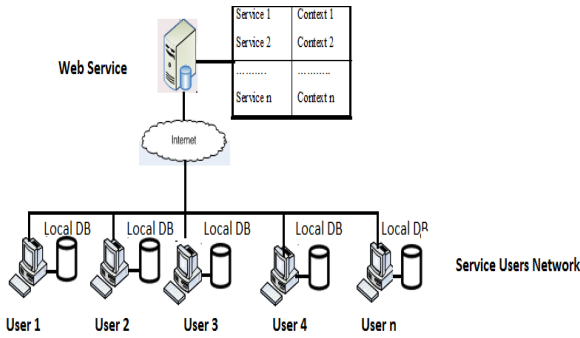 Service 1 Context 1
Service 2 Context 2
.......... ..........
Service n Context n
Web Service
Internet
Local DB Local DB Local DB Local DB Local DB
Service Users Network
User 1 User 2 User 3 User 4 User n